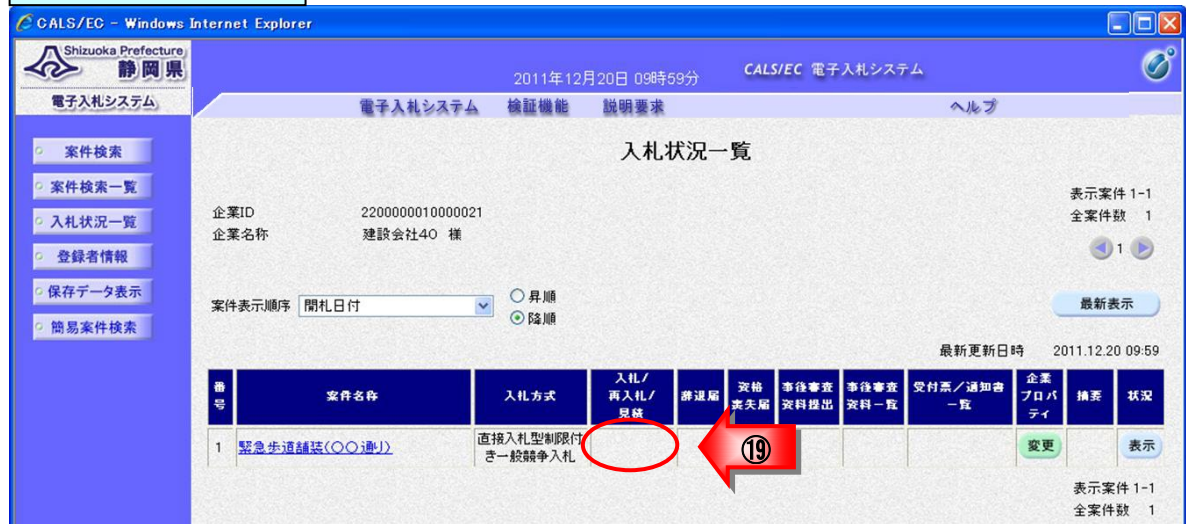 CALS/EC - Windows Internet Explorer
Shizuoka Prefecture
静岡県
2011年12月20日 09時59分
CALS/EC 電子入札システム
電子入札システム
電子入札システム 検証機能 説明要求 ヘルプ
案件検索
案件検索一覧
入札状況一覧
登録者情報
保存データ表示
簡易案件検索
入札状況一覧
表示案件 1-1
全案件数 1
1
企業ID 2200000010000021
企業名称 建設会社40 様
案件表示順序 開札日付
昇順
降順
最新表示
最新更新日時 2011.12.20 09:59
番号
案件名称
入札方式
入札/再入札/見積
辞退届
資格喪失届
事後審査資料提出
事後審査資料一覧
受付票/通知書一覧
企業プロパティ
摘要
状況
1
緊急歩道舗装(〇〇通り)
直接入札型制限付き一般競争入札
⑲
変更
表示
表示案件 1-1
全案件数 1